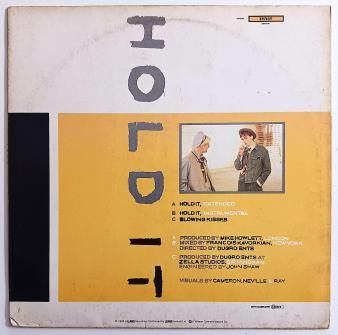 HOLD IT
A HOLD IT, EXTENDED
B HOLD IT, INSTRUMENTAL
C BLOWING KISSES
A PRODUCED BY MIKE HOWLETT, LONDON
B MIXED BY FRANCOIS KAVORKIAN, NEW YORK
DIRECTED BY DUGRO ENTS
C PRODUCED BY DUGRO ENTS AT
ZELLA STUDIOS,
ENGINEERED BY JOHN SHAW
VISUALS BY CAMERON, NEVILLE RAY